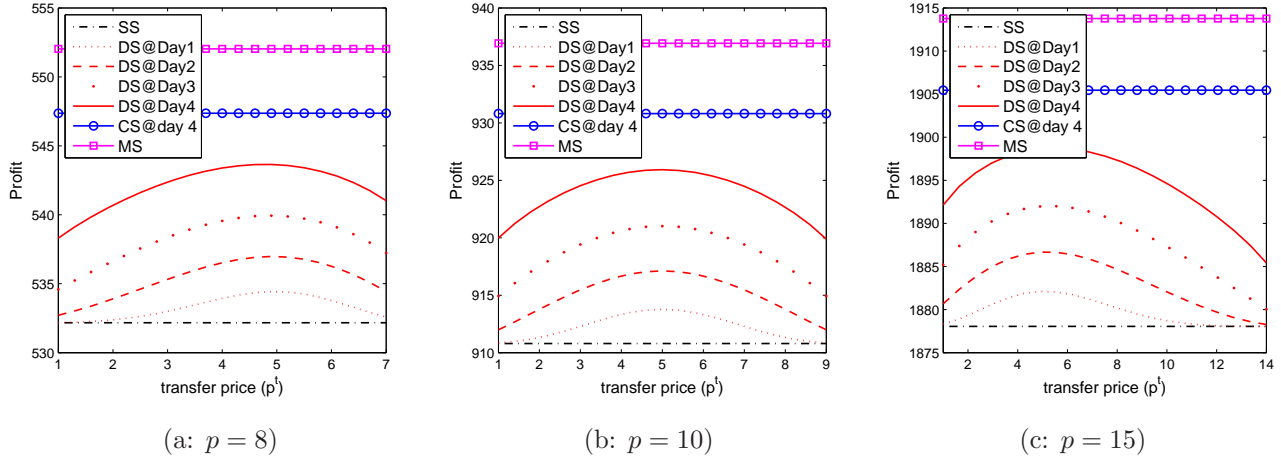 555
550
545
540
535
530
Profit
1 2 3 4 5 6 7
transfer price (p^t)
SS
DS@Day1
DS@Day2
DS@Day3
DS@Day4
CS@day 4
MS
(a: p = 8)
940
935
930
925
920
915
910
1 2 3 4 5 6 7 8 9
transfer price (p^t)
SS
DS@Day1
DS@Day2
DS@Day3
DS@Day4
CS@day 4
MS
(b: p = 10)
1915
1910
1905
1900
1895
1890
1885
1880
1875
Profit
2 4 6 8 10 12 14
transfer price (p^t)
SS
DS@Day1
DS@Day2
DS@Day3
DS@Day4
CS@day 4
MS
(c: p = 15)